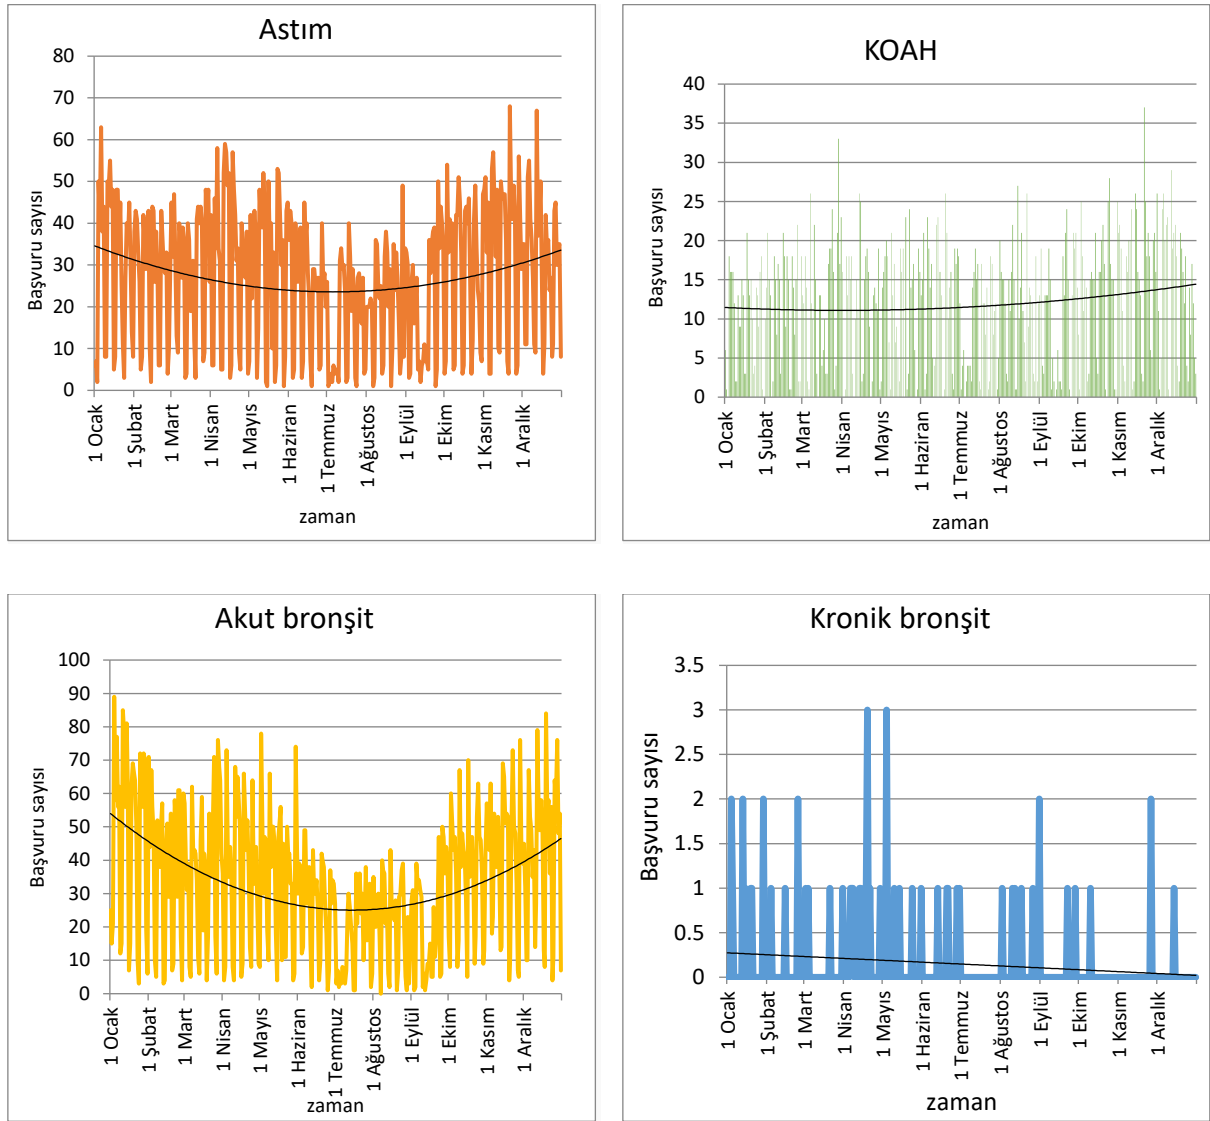 Astım
80
70
60
50
40
30
20
10
0
Başvuru sayısı
1 Ocak
1 Şubat
1 Mart
1 Nisan
1 Mayıs
1 Haziran
1 Temmuz
1 Ağustos
1 Eylül
1 Ekim
1 Kasım
1 Aralık
zaman
KOAH
40
35
30
25
20
15
10
5
0
Başvuru sayısı
1 Ocak
1 Şubat
1 Mart
1 Nisan
1 Mayıs
1 Haziran
1 Temmuz
1 Ağustos
1 Eylül
1 Ekim
1 Kasım
1 Aralık
zaman
Akut bronşit
100
90
80
70
60
50
40
30
20
10
0
Başvuru sayısı
1 Ocak
1 Şubat
1 Mart
1 Nisan
1 Mayıs
1 Haziran
1 Temmuz
1 Ağustos
1 Eylül
1 Ekim
1 Kasım
1 Aralık
zaman
Kronik bronşit
3.5
3
2.5
2
1.5
1
0.5
0
Başvuru sayısı
1 Ocak
1 Şubat
1 Mart
1 Nisan
1 Mayıs
1 Haziran
1 Temmuz
1 Ağustos
1 Eylül
1 Ekim
1 Kasım
1 Aralık
zaman